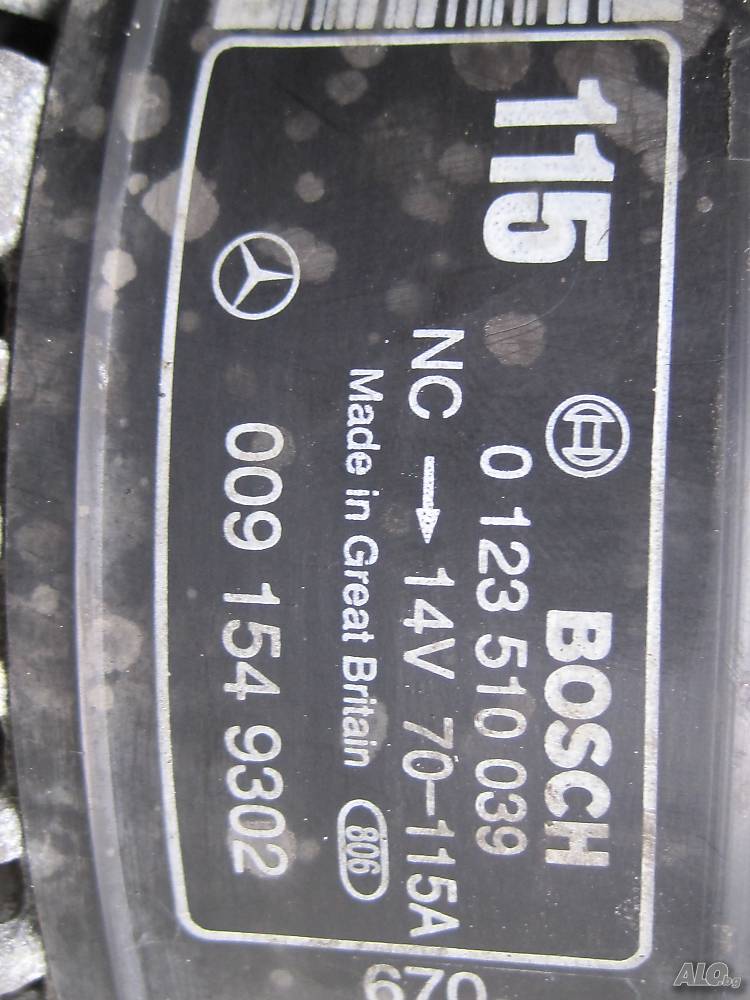 115
BOSCH
0 123 510 039
NC → 14V 70-115A
Made in Great Britain 806
009 154 9302
ALO.bg